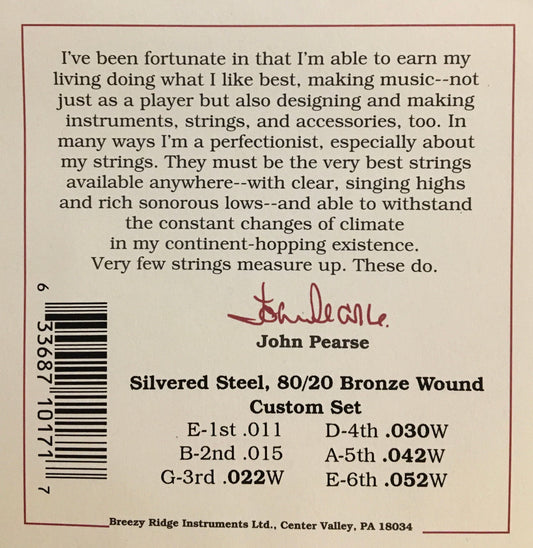 I've been fortunate in that I'm able to earn my
living doing what I like best, making music--not
just as a player but also designing and making
instruments, strings, and accessories, too. In
many ways I'm a perfectionist, especially about
my strings. They must be the very best strings
available anywhere--with clear, singing highs
and rich sonorous lows--and able to withstand
the constant changes of climate
in my continent-hopping existence.
Very few strings measure up. These do.
John Pearse.
John Pearse
Silvered Steel, 80/20 Bronze Wound
Custom Set
E-1st .011 D-4th .030W
B-2nd .015 A-5th .042W
G-3rd .022W E-6th .052W
6 33687 10171 7
Breezy Ridge Instruments Ltd., Center Valley, PA 18034